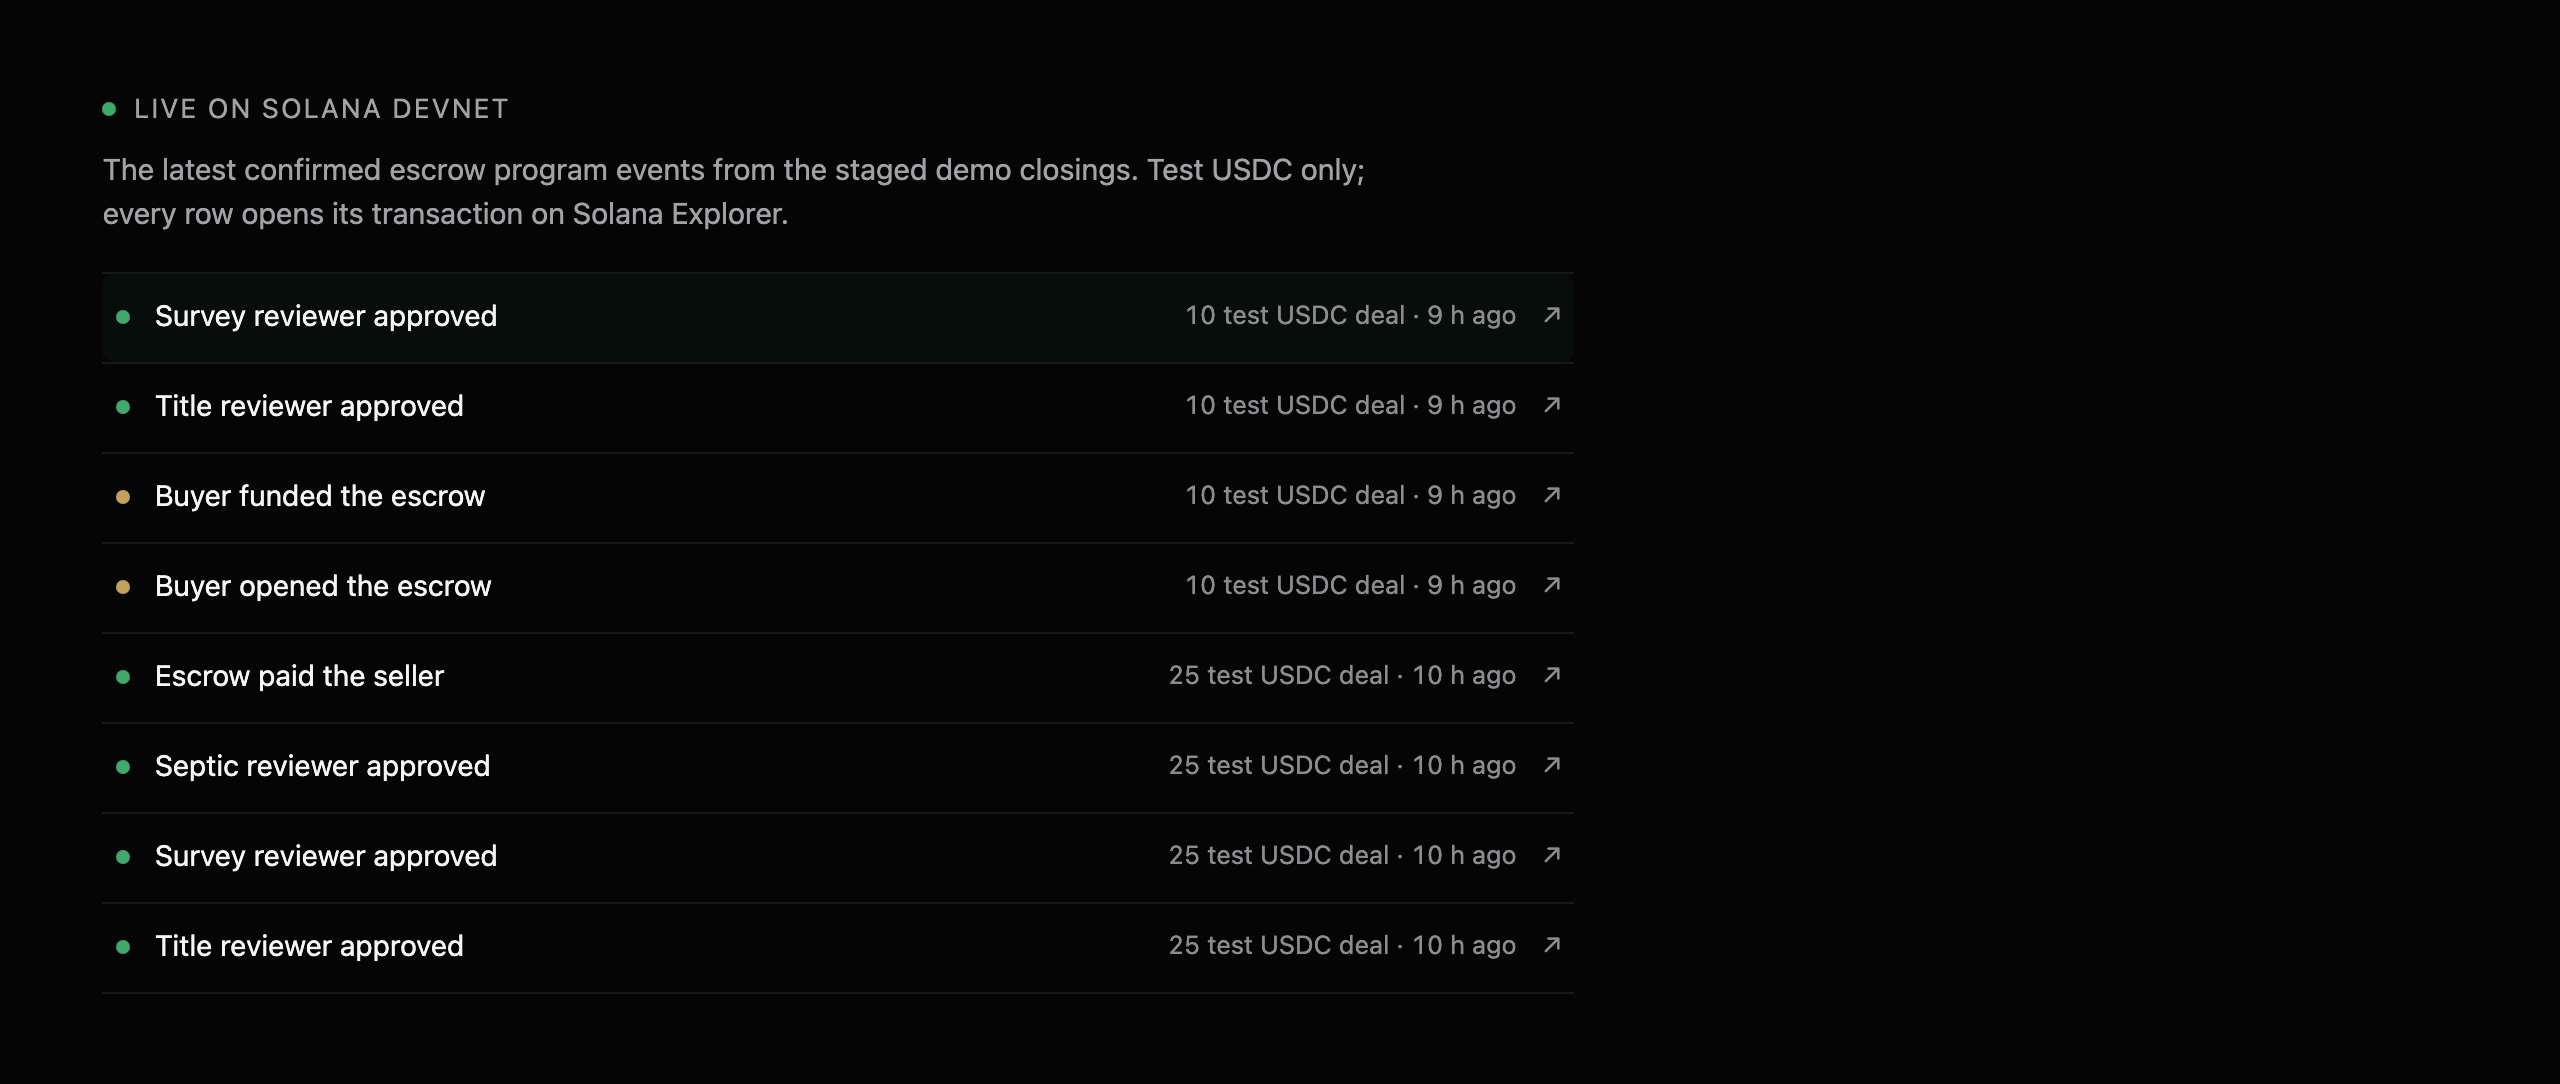 LIVE ON SOLANA DEVNET
The latest confirmed escrow program events from the staged demo closings. Test USDC only;
every row opens its transaction on Solana Explorer.
Survey reviewer approved 10 test USDC deal · 9 h ago ↗
Title reviewer approved 10 test USDC deal · 9 h ago ↗
Buyer funded the escrow 10 test USDC deal · 9 h ago ↗
Buyer opened the escrow 10 test USDC deal · 9 h ago ↗
Escrow paid the seller 25 test USDC deal · 10 h ago ↗
Septic reviewer approved 25 test USDC deal · 10 h ago ↗
Survey reviewer approved 25 test USDC deal · 10 h ago ↗
Title reviewer approved 25 test USDC deal · 10 h ago ↗